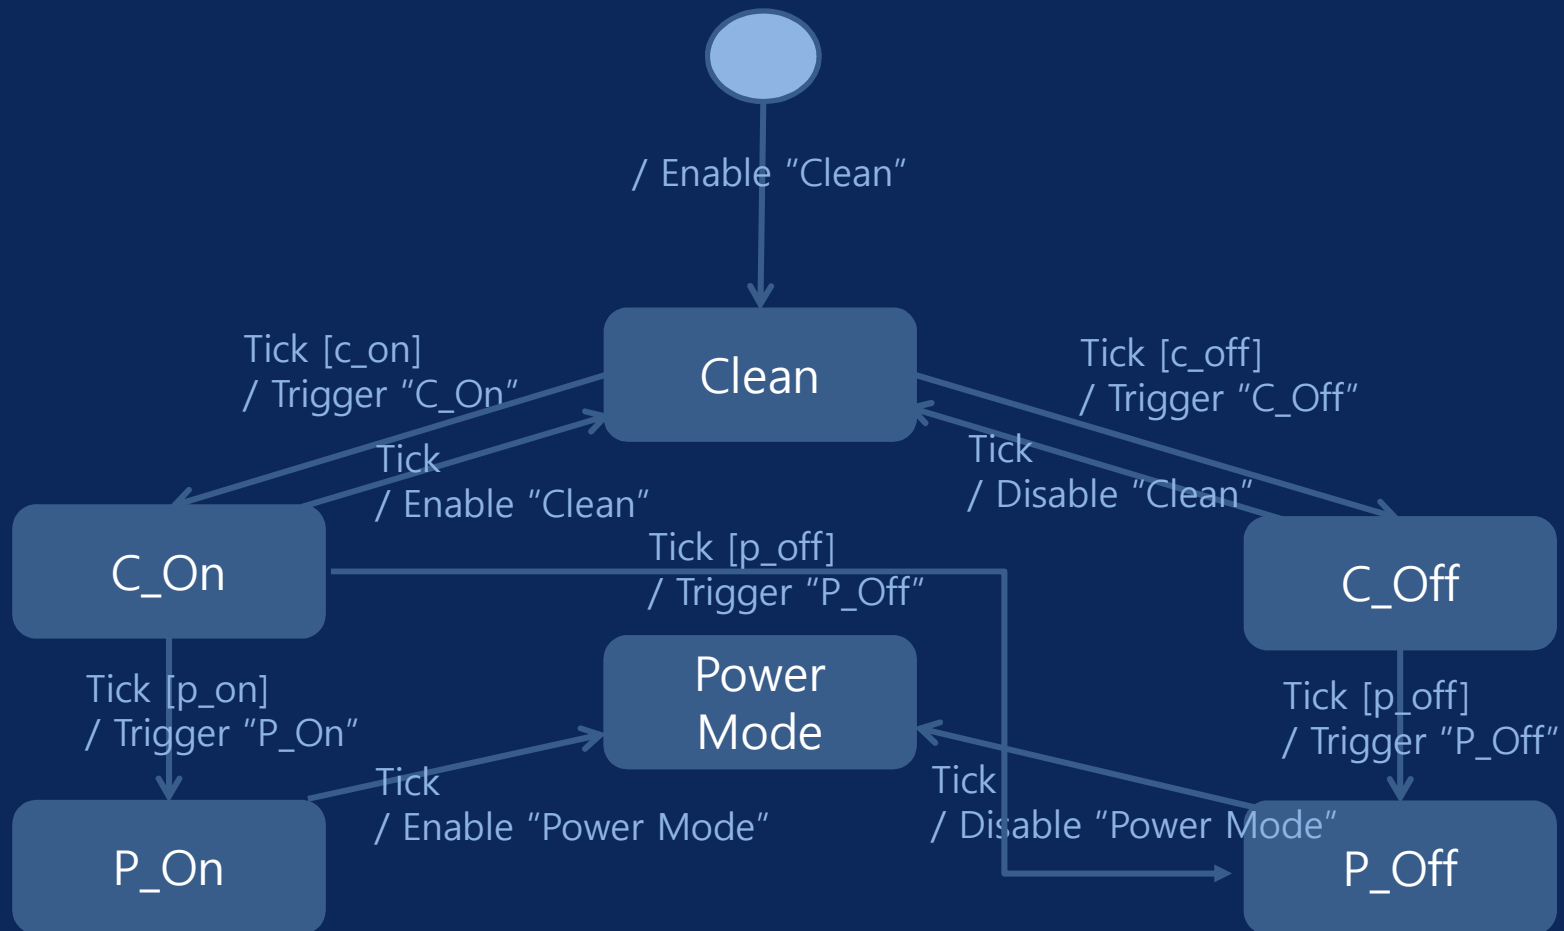 / Enable “Clean”
Tick [c_on]
/ Trigger “C_On”
Clean
Tick [c_off]
/ Trigger “C_Off”
Tick
/ Enable “Clean”
Tick
/ Disable “Clean”
C_On
Tick [p_off]
/ Trigger “P_Off”
C_Off
Tick [p_on]
/ Trigger “P_On”
Power
Mode
Tick [p_off]
/ Trigger “P_Off”
Tick
/ Enable “Power Mode”
Tick
/ Disable “Power Mode”
P_On
P_Off